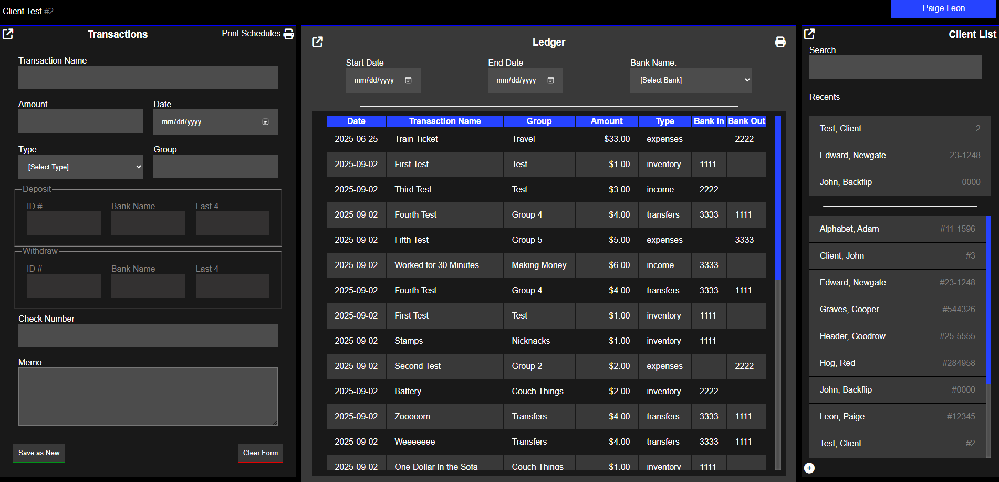 Client Test #2
Paige Leon
Transactions
Print Schedules
Transaction Name
Amount
Date
mm/dd/yyyy
Type
Group
[Select Type]
Deposit
ID #
Bank Name
Last 4
Withdraw
ID #
Bank Name
Last 4
Check Number
Memo
Save as New
Clear Form
Ledger
Start Date
End Date
Bank Name:
mm/dd/yyyy
mm/dd/yyyy
[Select Bank]
Date Transaction Name Group Amount Type Bank In Bank Out
2025-06-25 Train Ticket Travel $33.00 expenses 2222
2025-09-02 First Test Test $1.00 inventory 1111
2025-09-02 Third Test Test $3.00 income 2222
2025-09-02 Fourth Test Group 4 $4.00 transfers 3333 1111
2025-09-02 Fifth Test Group 5 $5.00 expenses 3333
2025-09-02 Worked for 30 Minutes Making Money $6.00 income 3333
2025-09-02 Fourth Test Group 4 $4.00 transfers 3333 1111
2025-09-02 First Test Test $1.00 inventory 1111
2025-09-02 Stamps Nicknacks $1.00 inventory 1111
2025-09-02 Second Test Group 2 $2.00 expenses 2222
2025-09-02 Battery Couch Things $2.00 inventory 2222
2025-09-02 Zooooom Transfers $4.00 transfers 3333 1111
2025-09-02 Weeeeeee Transfers $4.00 transfers 3333 1111
2025-09-02 One Dollar In the Sofa Couch Things $1.00 inventory 1111
Client List
Search
Recents
Test, Client 2
Edward, Newgate 23-1248
John, Backflip 0000
Alphabet, Adam #11-1596
Client, John #3
Edward, Newgate #23-1248
Graves, Cooper #544326
Header, Goodrow #25-5555
Hog, Red #284958
John, Backflip #0000
Leon, Paige #12345
Test, Client #2